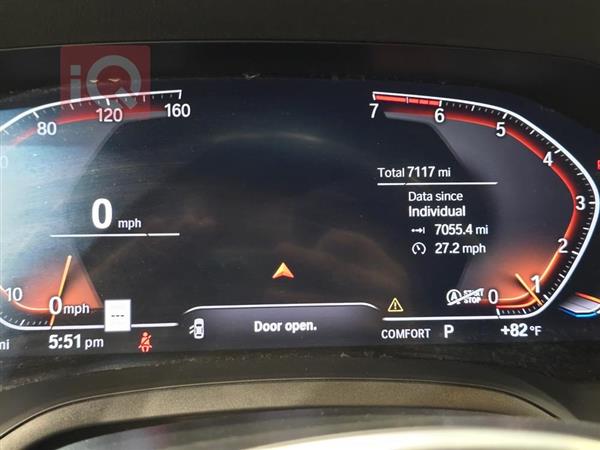 iQ
80 120 160
7 6 5 4 3 2 1 0
Total 7117 mi
Data since
Individual
7055.4 mi
27.2 mph
0 mph
10 0 mph
A START STOP
---
Door open.
mi 5:51 pm
COMFORT P +82°F